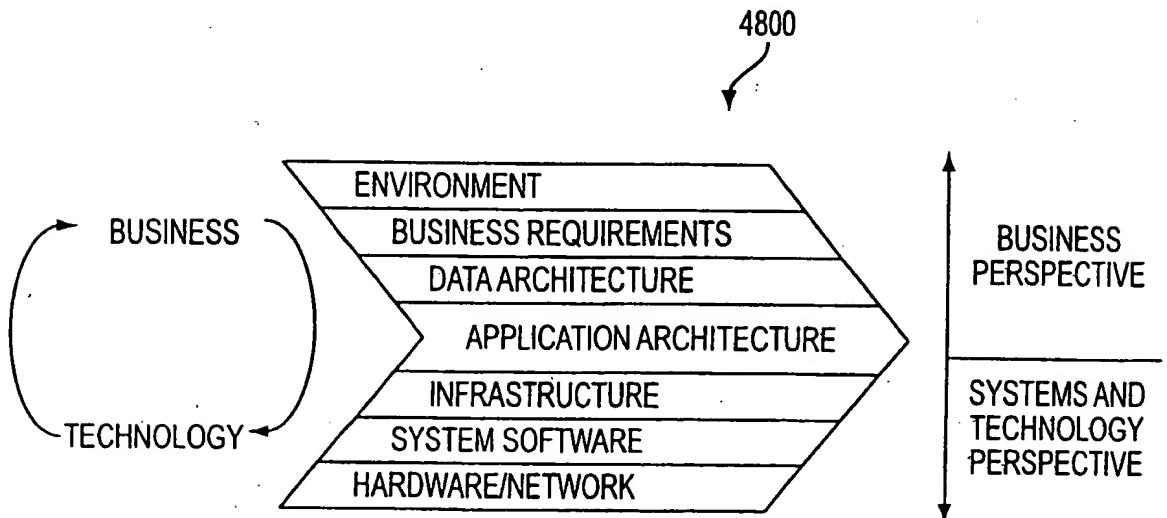 4800
BUSINESS
TECHNOLOGY
ENVIRONMENT
BUSINESS REQUIREMENTS
DATA ARCHITECTURE
APPLICATION ARCHITECTURE
INFRASTRUCTURE
SYSTEM SOFTWARE
HARDWARE/NETWORK
BUSINESS
PERSPECTIVE
SYSTEMS AND
TECHNOLOGY
PERSPECTIVE